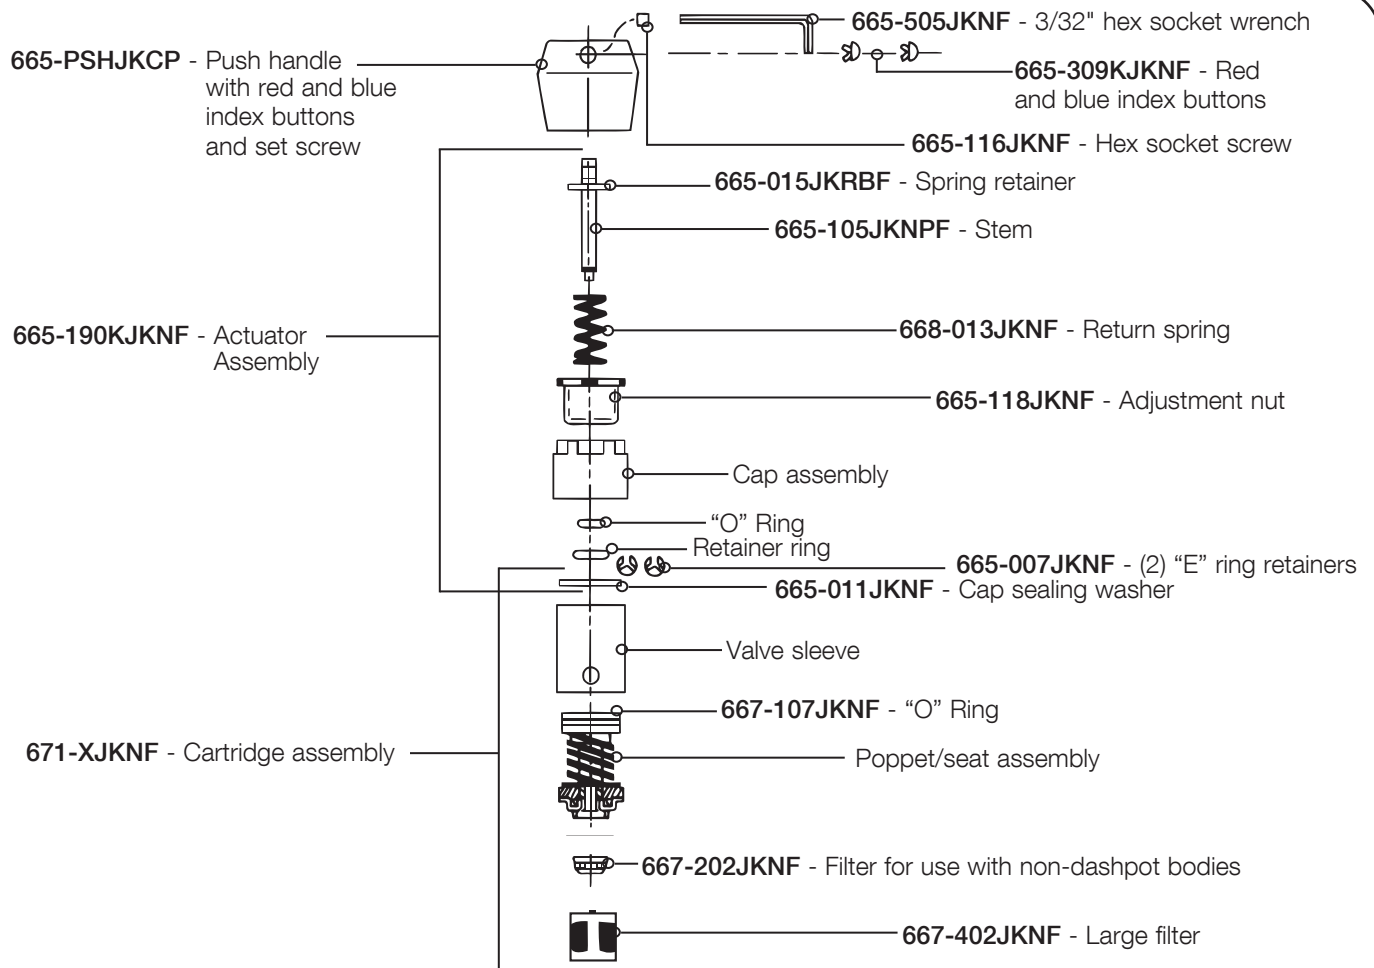 665-505JKNF - 3/32" hex socket wrench
665-PSHJKCP - Push handle
with red and blue
index buttons
and set screw
665-309KJKNF - Red
and blue index buttons
665-116JKNF - Hex socket screw
665-015JKRBF - Spring retainer
665-105JKNPF - Stem
665-190KJKNF - Actuator
Assembly
668-013JKNF - Return spring
665-118JKNF - Adjustment nut
Cap assembly
“O” Ring
Retainer ring
665-007JKNF - (2) “E” ring retainers
665-011JKNF - Cap sealing washer
Valve sleeve
667-107JKNF - “O” Ring
671-XJKNF - Cartridge assembly
Poppet/seat assembly
667-202JKNF - Filter for use with non-dashpot bodies
667-402JKNF - Large filter